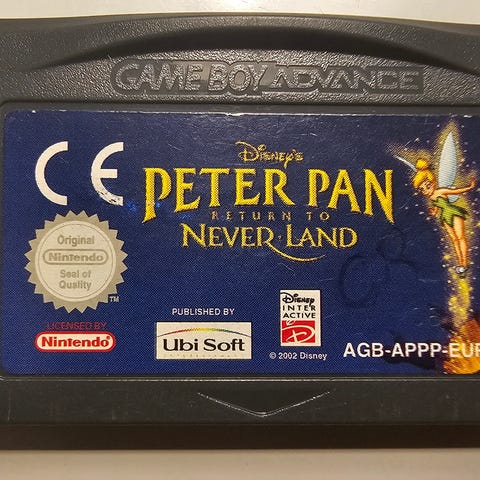 GAME BOY ADVANCE
CE
Disney's
PETER PAN
RETURN TO
NEVER·LAND
Original
Nintendo
Seal of
Quality
TM
LICENSED BY
Nintendo
PUBLISHED BY
Ubi Soft
Disney
INTER
ACTIVE
© 2002 Disney
AGB-APPP-EUR